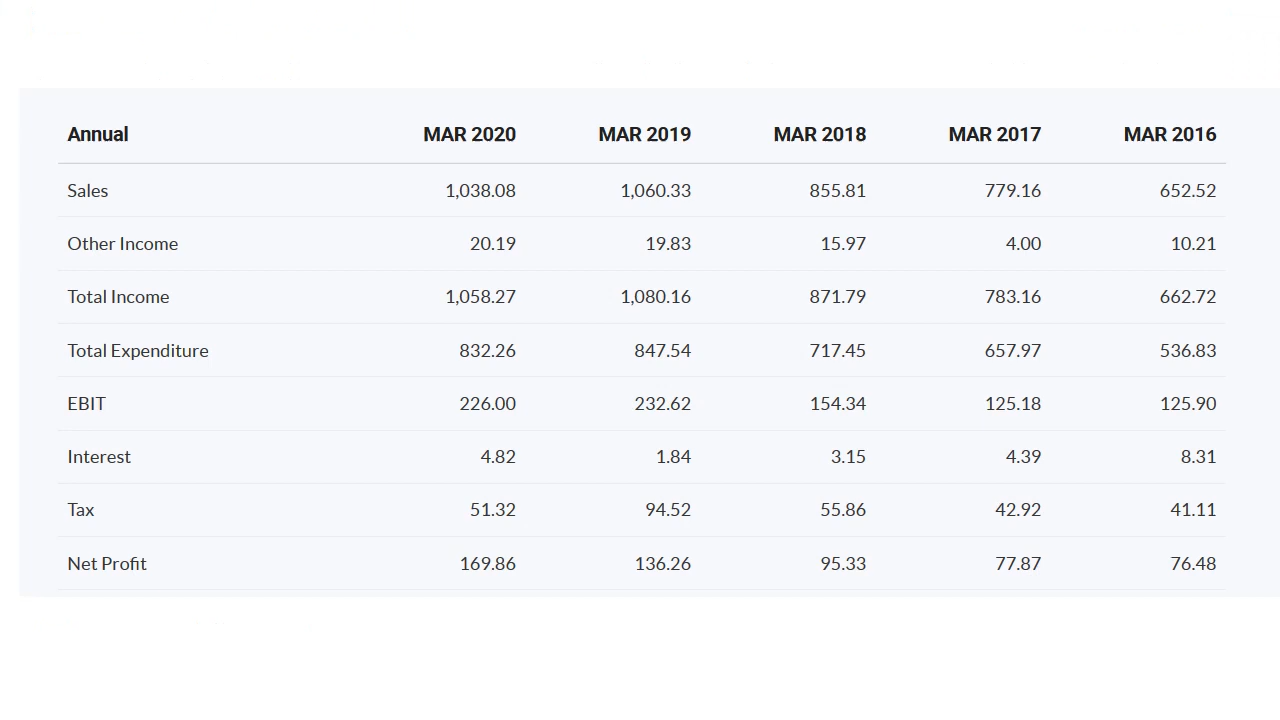 Annual MAR 2020 MAR 2019 MAR 2018 MAR 2017 MAR 2016
Sales 1,038.08 1,060.33 855.81 779.16 652.52
Other Income 20.19 19.83 15.97 4.00 10.21
Total Income 1,058.27 1,080.16 871.79 783.16 662.72
Total Expenditure 832.26 847.54 717.45 657.97 536.83
EBIT 226.00 232.62 154.34 125.18 125.90
Interest 4.82 1.84 3.15 4.39 8.31
Tax 51.32 94.52 55.86 42.92 41.11
Net Profit 169.86 136.26 95.33 77.87 76.48